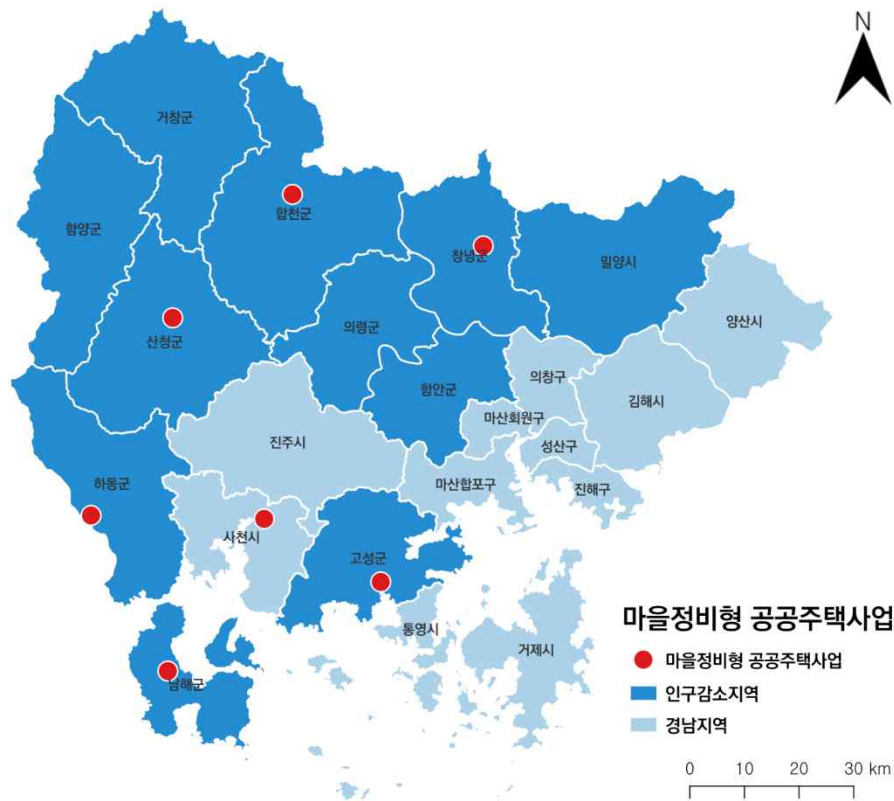 N
거창군
합천군
함양군
창녕군
밀양시
산청군
의령군
양산시
의창구
함안군
김해시
마산회원구
진주시
성산구
하동군
마산합포구
진해구
사천시
고성군
통영시
거제시
남해군
마을정비형 공공주택사업
마을정비형 공공주택사업
인구감소지역
경남지역
0 10 20 30 km